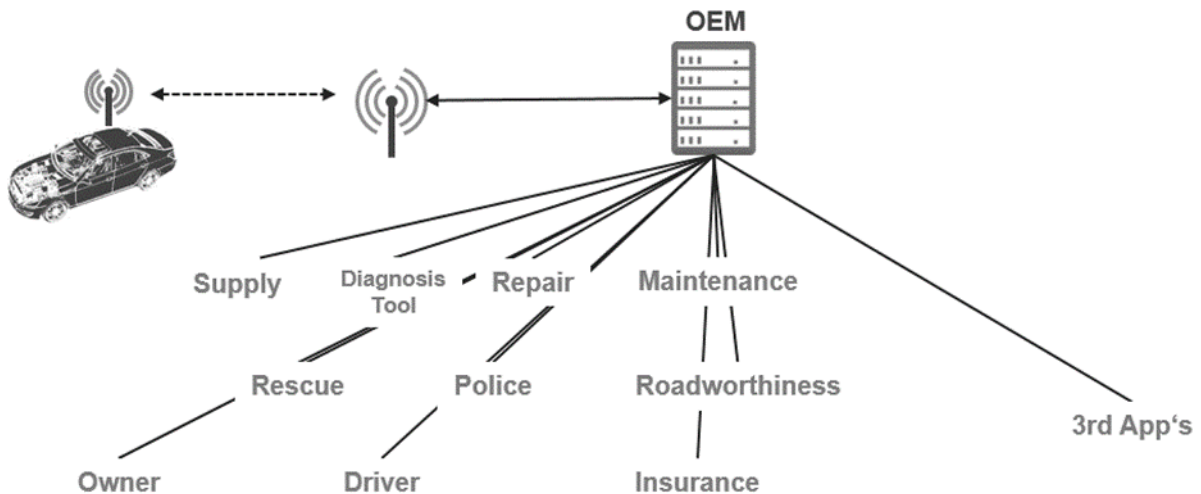 OEM
Supply
Diagnosis
Tool
Repair
Maintenance
Rescue
Police
Roadworthiness
3rd App‘s
Owner
Driver
Insurance